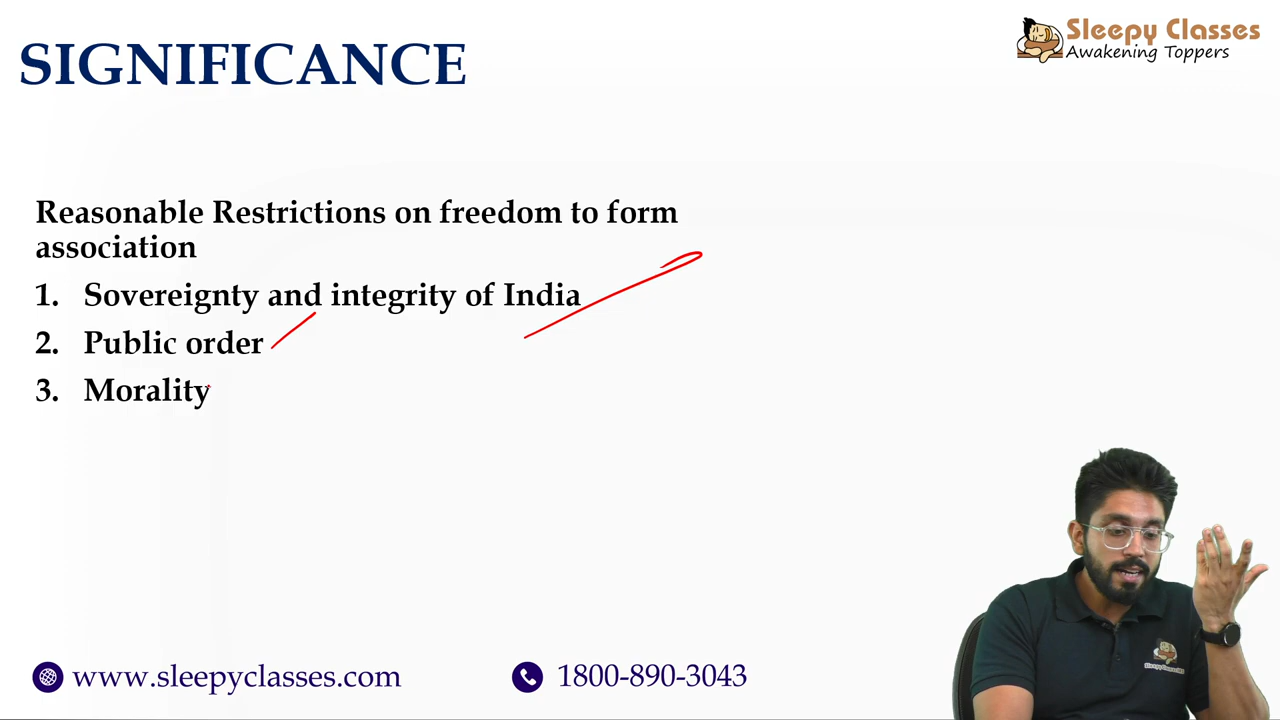 SIGNIFICANCE
Sleepy Classes
Awakening Toppers
Reasonable Restrictions on freedom to form
association
1. Sovereignty and integrity of India
2. Public order
3. Morality
www.sleepyclasses.com
1800-890-3043